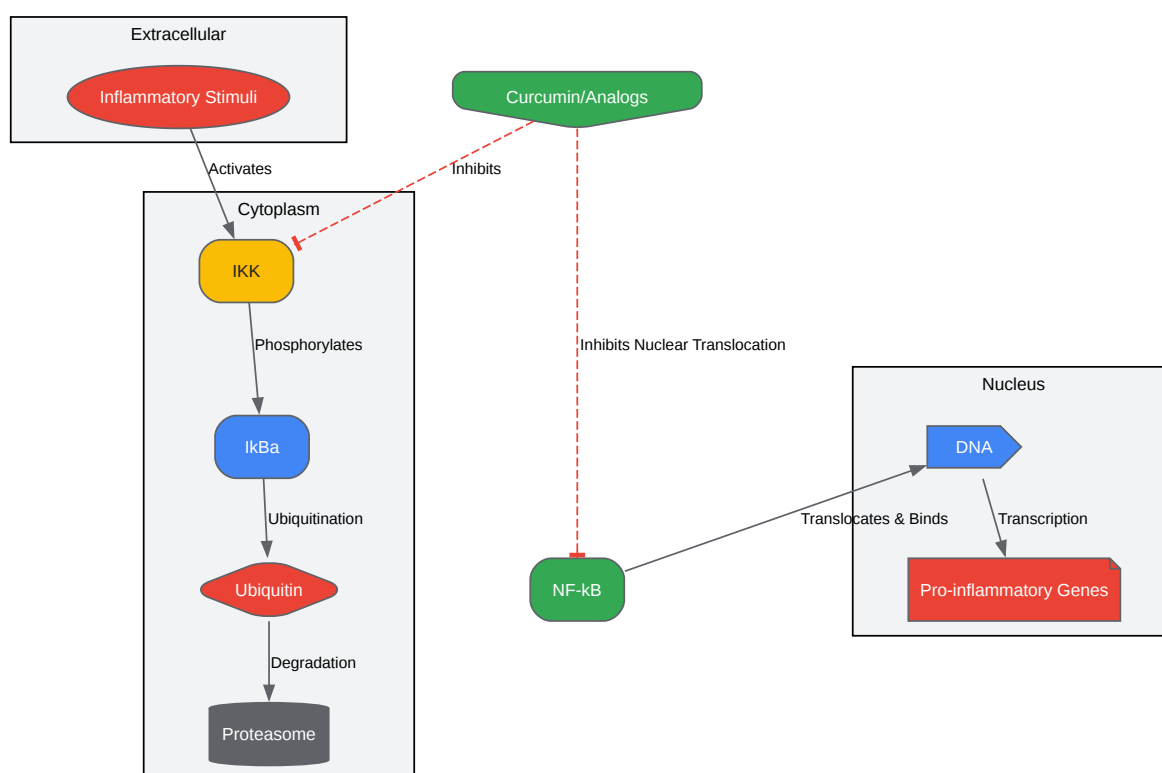 Extracellular
Inflammatory Stimuli
Curcumin/Analogs
Activates
Inhibits
Cytoplasm
IKK
Phosphorylates
Inhibits Nuclear Translocation
Nucleus
IkBa
DNA
Ubiquitination
Translocates & Binds
Transcription
Ubiquitin
NF-kB
Pro-inflammatory Genes
Degradation
Proteasome